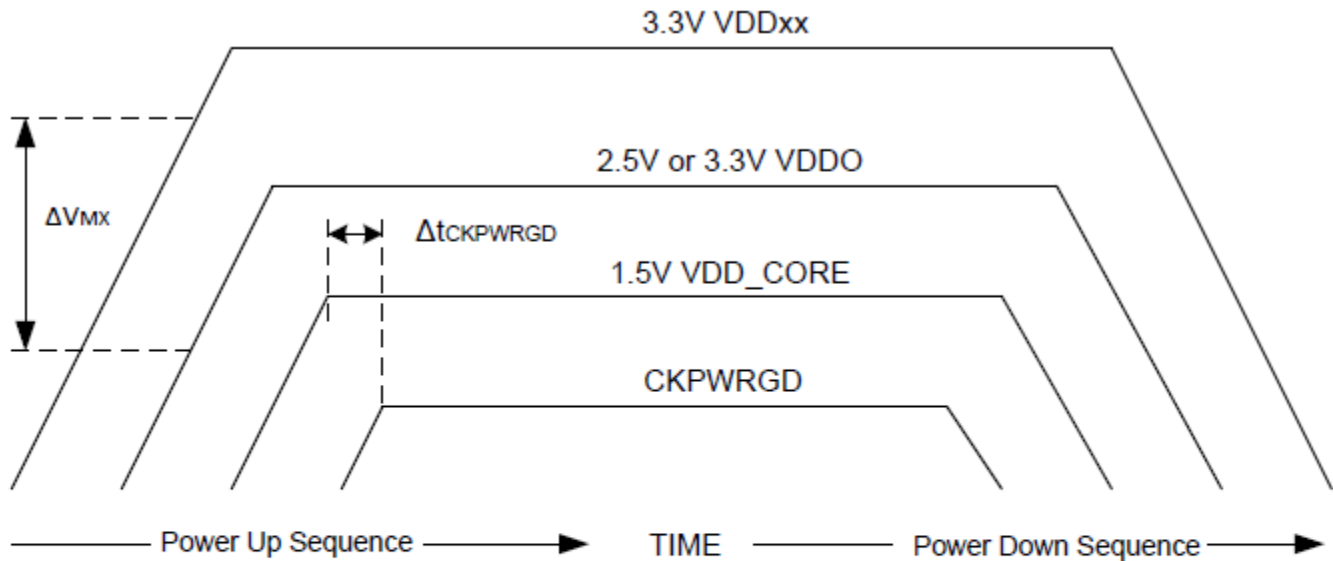 3.3V VDDxx
2.5V or 3.3V VDDO
ΔVMX
ΔtCKPWRGD
1.5V VDD_CORE
CKPWRGD
Power Up Sequence
TIME
Power Down Sequence